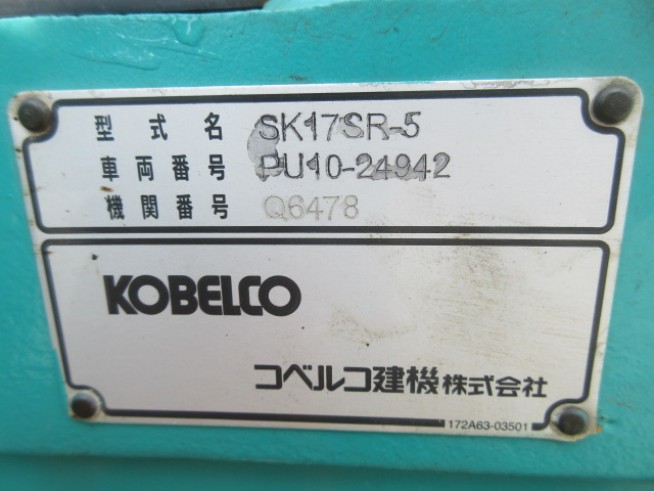 型式名 SK17SR-5
車両番号 PU10-24942
機関番号 Q6478
KOBELCO
コベルコ建機株式会社
172A63-03501